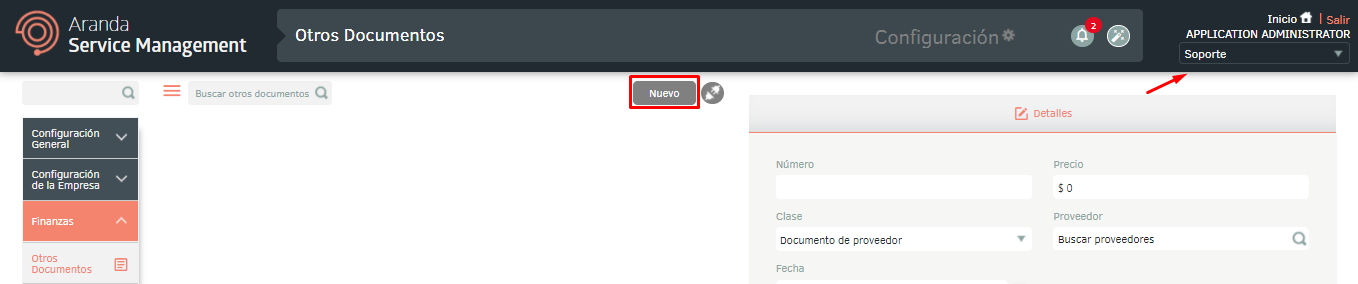 Aranda
Service Management
Otros Documentos
Configuración
2
Inicio | Salir
APPLICATION ADMINISTRATOR
Soporte
Buscar otros documentos
Nuevo
Configuración
General
Configuración
de la Empresa
Finanzas
Otros
Documentos
Detalles
Número
Precio
$ 0
Clase
Proveedor
Documento de proveedor
Buscar proveedores
Fecha